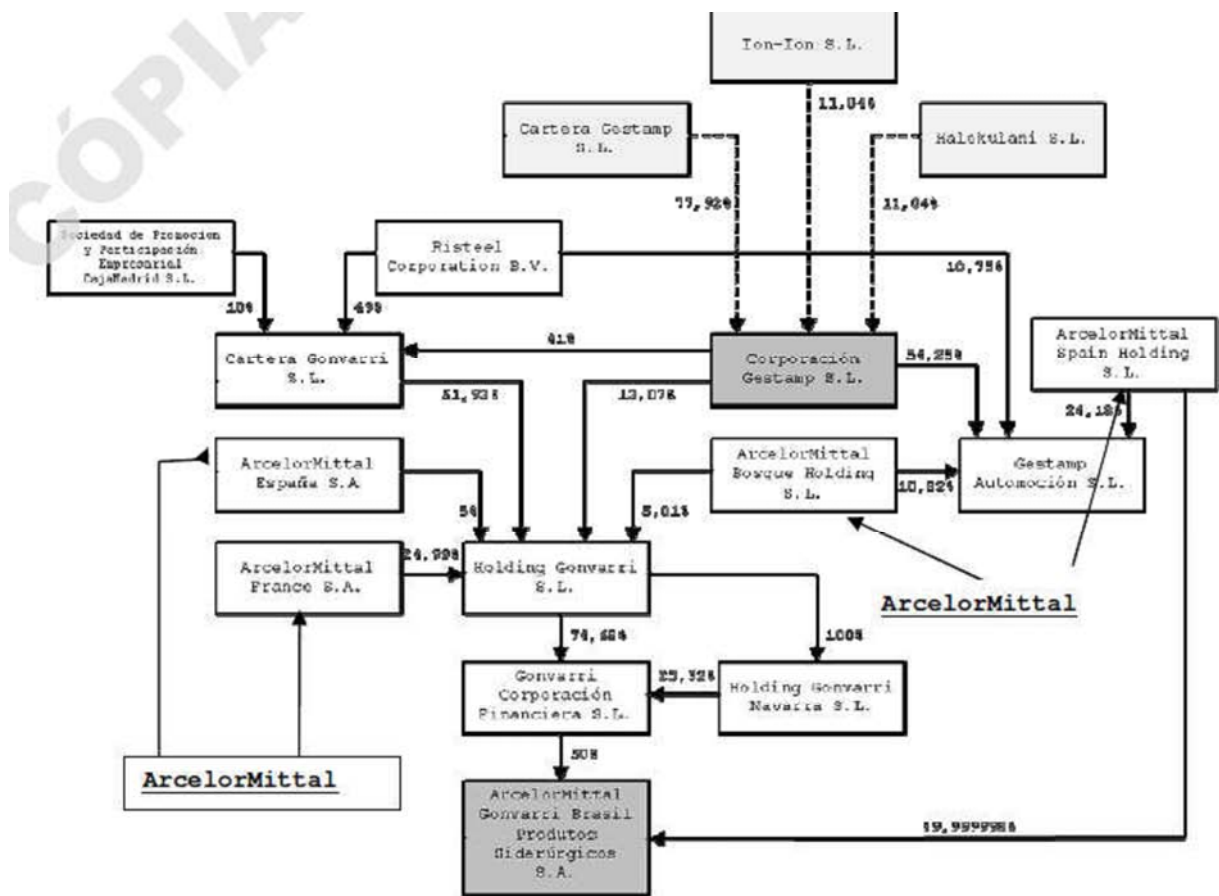 CÓPIA
Ion-Ion S.L.
11,04%
Cartera Gestamp
S.L.
Halekulani S.L.
77,92%
11,04%
Sociedad de Promocion
y Participación
Empresarial
CajaMadrid S.L.
Risteel
Corporation B.V.
10,75%
10%
49%
41%
Cartera Gonvarri
S.L.
Corporación
Gestamp S.L.
54,25%
ArcelorMittal
Spain Holding
S.L.
51,93%
13,07%
24,18%
ArcelorMittal
España S.A
ArcelorMittal
Bosque Holding
S.L.
Gestamp
Automoción S.L.
10,82%
5%
5,01%
24,99%
ArcelorMittal
France S.A.
Holding Gonvarri
S.L.
ArcelorMittal
74,68%
100%
Gonvarri
Corporación
Financiera S.L.
25,32%
Holding Gonvarri
Navarra S.L.
50%
ArcelorMittal
ArcelorMittal
Gonvarri Brasil
Produtos
Siderúrgicos
S.A.
49,999998%